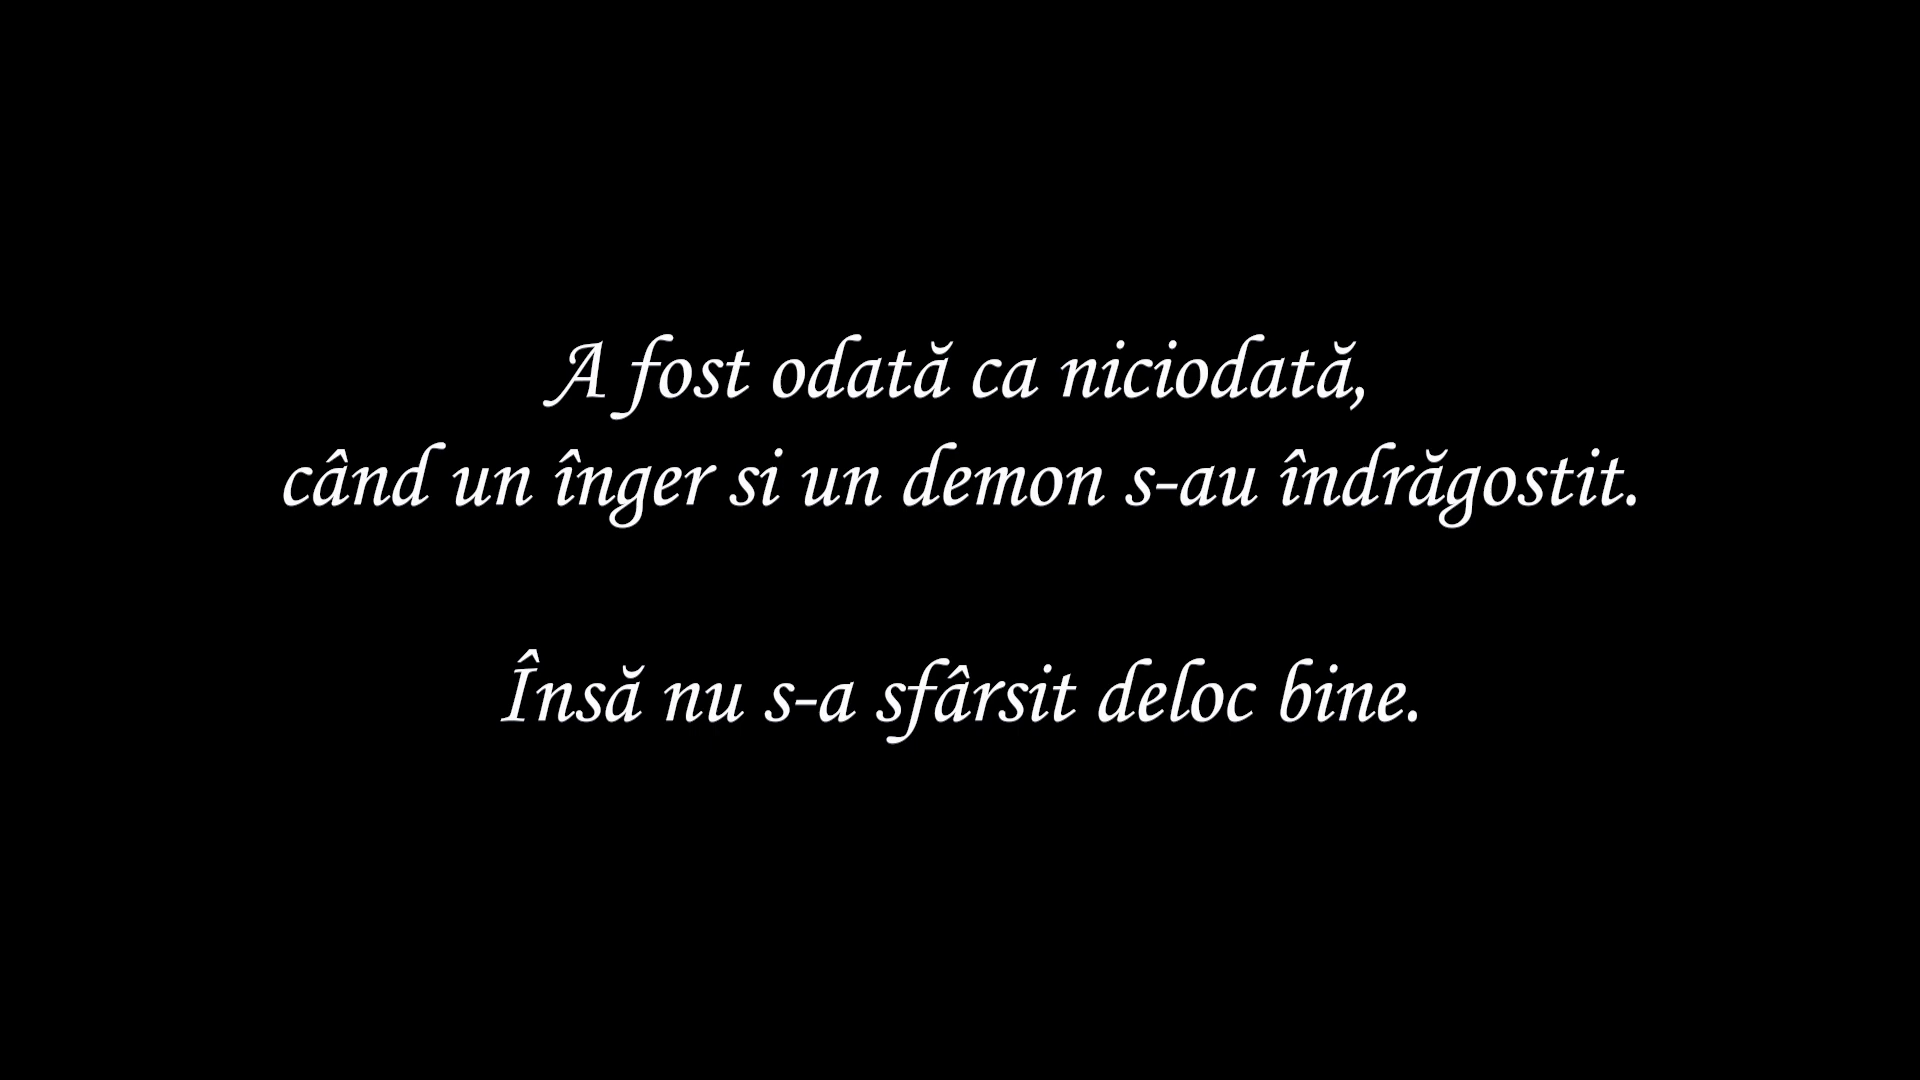 A fost odată ca niciodată,
când un înger si un demon s-au îndrăgostit.
Însă nu s-a sfârsit deloc bine.